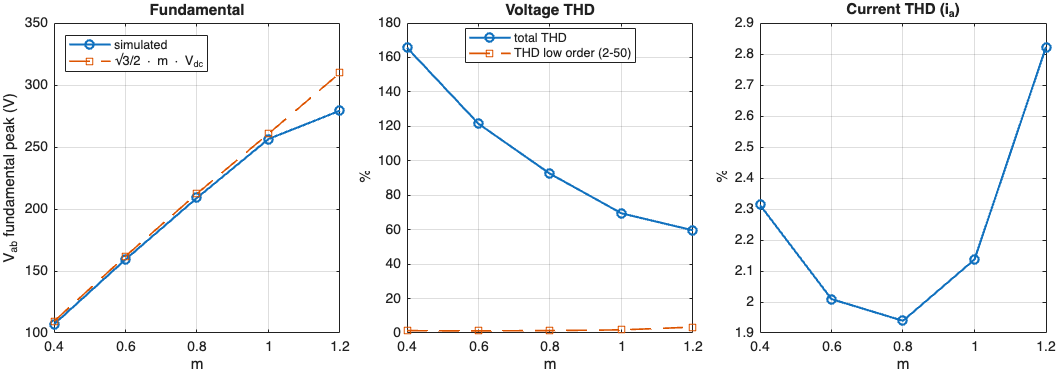 Fundamental
V_ab fundamental peak (V)
350
300
250
200
150
100
0.4 0.6 0.8 1 1.2
m
simulated
√3/2 · m · V_dc
Voltage THD
%
180
160
140
120
100
80
60
40
20
0
0.4 0.6 0.8 1 1.2
m
total THD
THD low order (2-50)
Current THD (i_a)
%
2.9
2.8
2.7
2.6
2.5
2.4
2.3
2.2
2.1
2
1.9
0.4 0.6 0.8 1 1.2
m